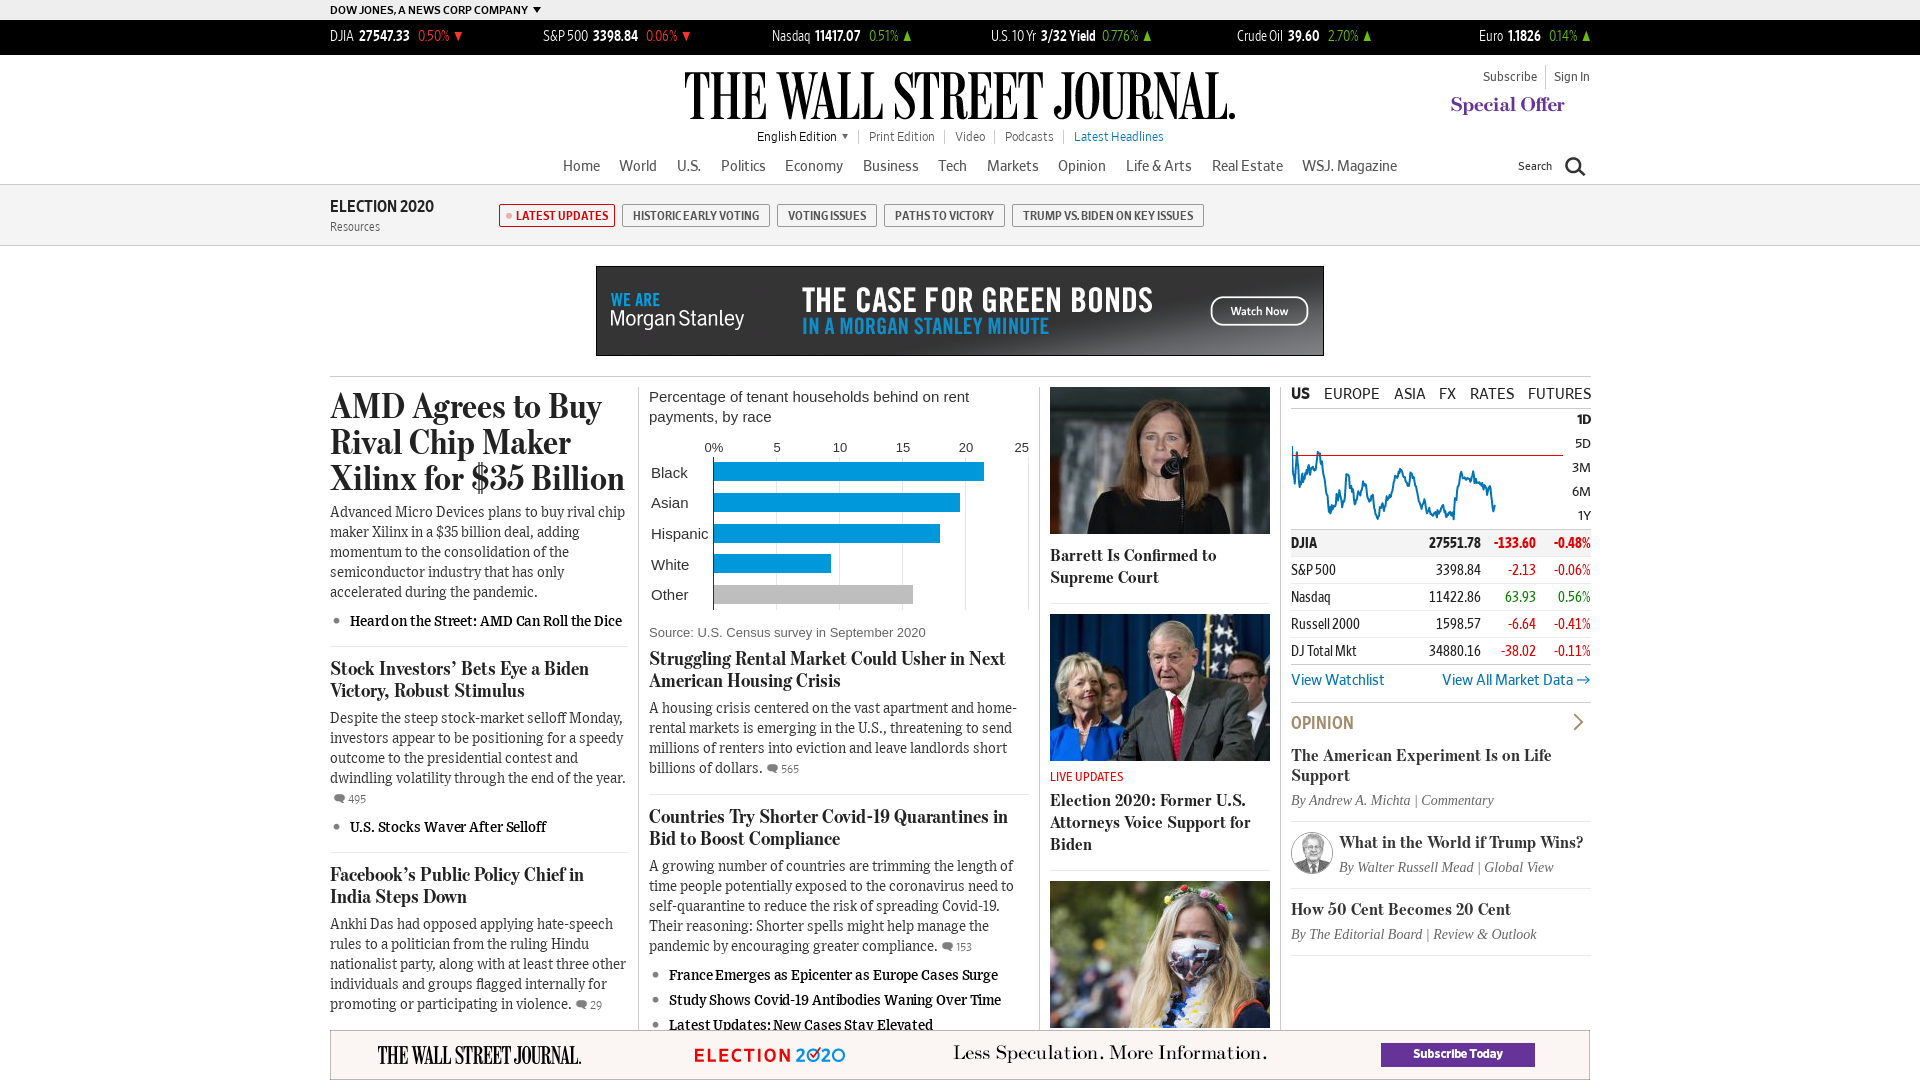 DOW JONES, A NEWS CORP COMPANY
DJIA 27547.33 0.50%
S&P 500 3398.84 0.06%
Nasdaq 11417.07 0.51%
U.S. 10 Yr 3/32 Yield 0.776%
Crude Oil 39.60 2.70%
Euro 1.1826 0.14%
THE WALL STREET JOURNAL.
Subscribe Sign In
Special Offer
English Edition Print Edition Video Podcasts Latest Headlines
Home World U.S. Politics Economy Business Tech Markets Opinion Life & Arts Real Estate WSJ. Magazine
Search
ELECTION 2020
Resources
LATEST UPDATES
HISTORIC EARLY VOTING
VOTING ISSUES
PATHS TO VICTORY
TRUMP VS. BIDEN ON KEY ISSUES
WE ARE
Morgan Stanley
THE CASE FOR GREEN BONDS
IN A MORGAN STANLEY MINUTE
Watch Now
AMD Agrees to Buy
Rival Chip Maker
Xilinx for $35 Billion
Advanced Micro Devices plans to buy rival chip
maker Xilinx in a $35 billion deal, adding
momentum to the consolidation of the
semiconductor industry that has only
accelerated during the pandemic.
Heard on the Street: AMD Can Roll the Dice
Stock Investors’ Bets Eye a Biden
Victory, Robust Stimulus
Despite the steep stock-market selloff Monday,
investors appear to be positioning for a speedy
outcome to the presidential contest and
dwindling volatility through the end of the year.
495
U.S. Stocks Waver After Selloff
Facebook’s Public Policy Chief in
India Steps Down
Ankhi Das had opposed applying hate-speech
rules to a politician from the ruling Hindu
nationalist party, along with at least three other
individuals and groups flagged internally for
promoting or participating in violence. 29
Percentage of tenant households behind on rent
payments, by race
0% 5 10 15 20 25
Black
Asian
Hispanic
White
Other
Source: U.S. Census survey in September 2020
Struggling Rental Market Could Usher in Next
American Housing Crisis
A housing crisis centered on the vast apartment and home-
rental markets is emerging in the U.S., threatening to send
millions of renters into eviction and leave landlords short
billions of dollars. 565
Countries Try Shorter Covid-19 Quarantines in
Bid to Boost Compliance
A growing number of countries are trimming the length of
time people potentially exposed to the coronavirus need to
self-quarantine to reduce the risk of spreading Covid-19.
Their reasoning: Shorter spells might help manage the
pandemic by encouraging greater compliance. 153
France Emerges as Epicenter as Europe Cases Surge
Study Shows Covid-19 Antibodies Waning Over Time
Latest Updates: New Cases Stay Elevated
Barrett Is Confirmed to
Supreme Court
LIVE UPDATES
Election 2020: Former U.S.
Attorneys Voice Support for
Biden
US EUROPE ASIA FX RATES FUTURES
1D
5D
3M
6M
1Y
DJIA 27551.78 -133.60 -0.48%
S&P 500 3398.84 -2.13 -0.06%
Nasdaq 11422.86 63.93 0.56%
Russell 2000 1598.57 -6.64 -0.41%
DJ Total Mkt 34880.16 -38.02 -0.11%
View Watchlist View All Market Data
OPINION
The American Experiment Is on Life
Support
By Andrew A. Michta | Commentary
What in the World if Trump Wins?
By Walter Russell Mead | Global View
How 50 Cent Becomes 20 Cent
By The Editorial Board | Review & Outlook
THE WALL STREET JOURNAL.
ELECTION 2020
Less Speculation. More Information.
Subscribe Today